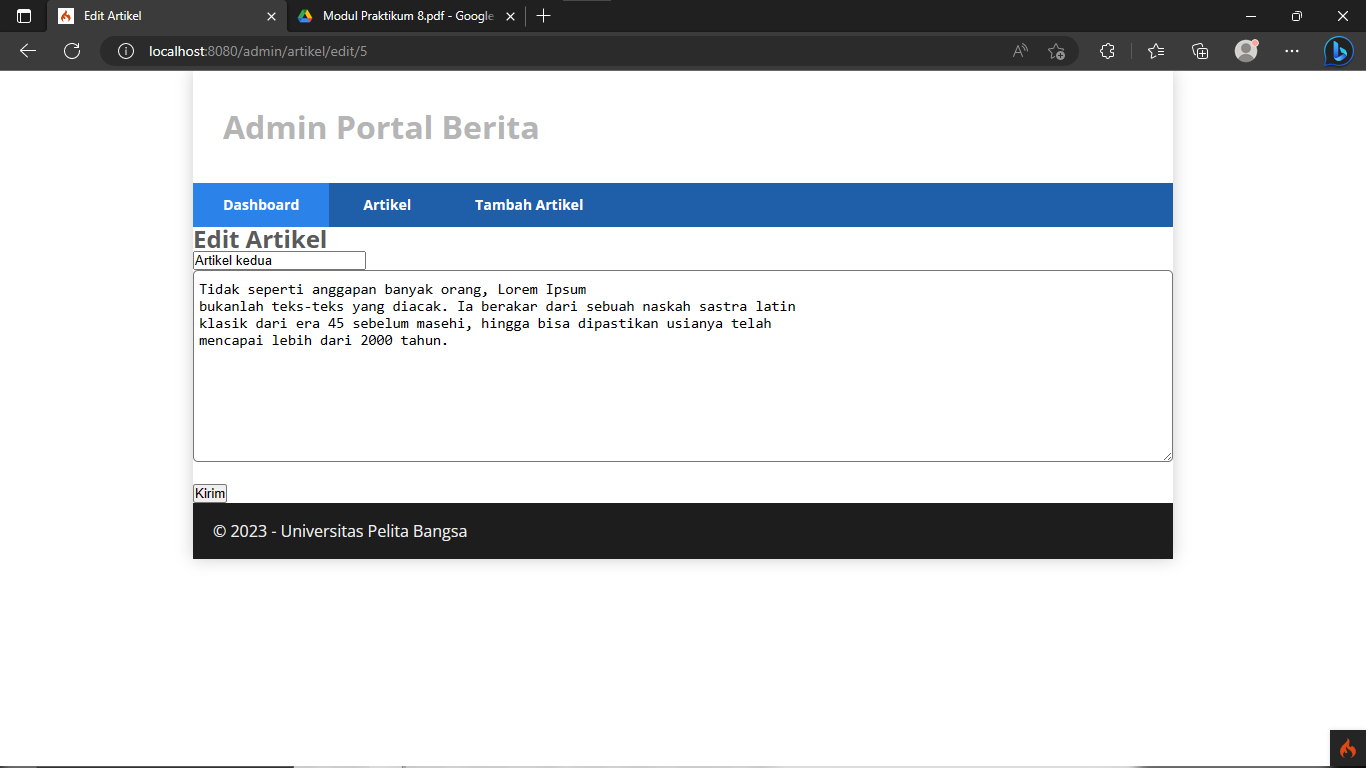 Edit Artikel
Modul Praktikum 8.pdf - Google
localhost:8080/admin/artikel/edit/5
Admin Portal Berita
Dashboard Artikel Tambah Artikel
Edit Artikel
Artikel kedua
Tidak seperti anggapan banyak orang, Lorem Ipsum
bukanlah teks-teks yang diacak. Ia berakar dari sebuah naskah sastra latin
klasik dari era 45 sebelum masehi, hingga bisa dipastikan usianya telah
mencapai lebih dari 2000 tahun.
Kirim
© 2023 - Universitas Pelita Bangsa